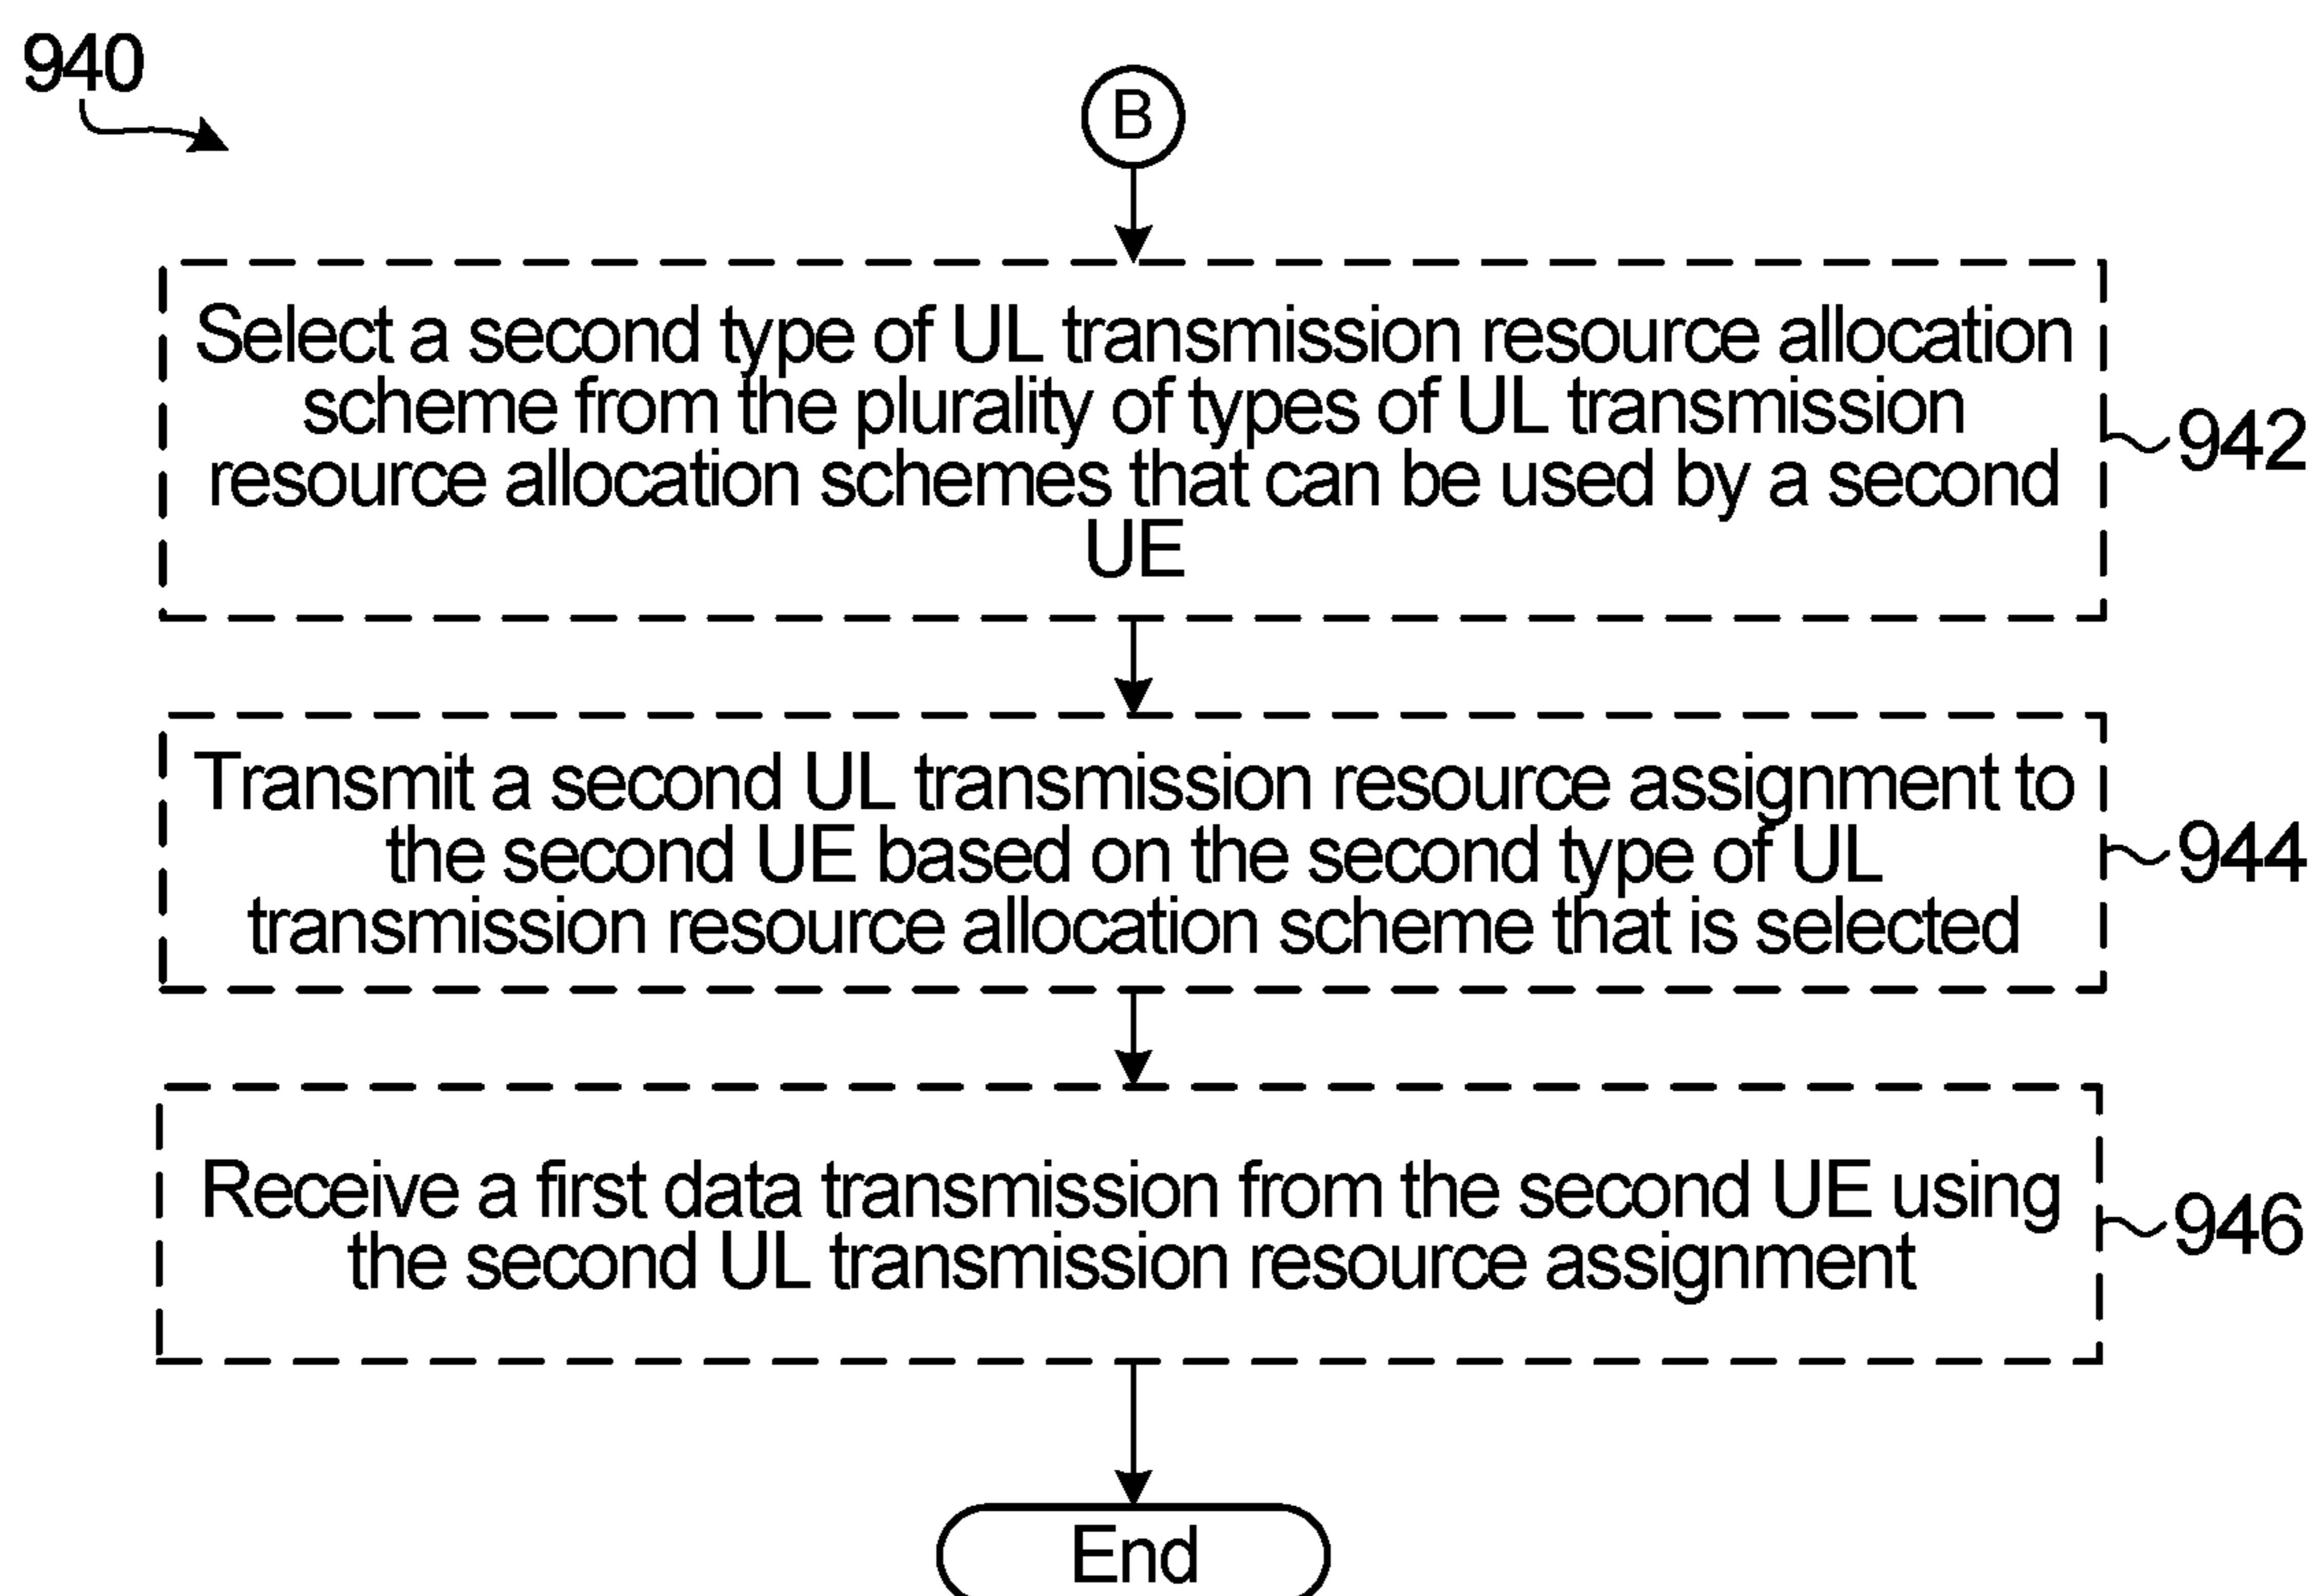 940
B
Select a second type of UL transmission resource allocation
scheme from the plurality of types of UL transmission
resource allocation schemes that can be used by a second
UE
942
Transmit a second UL transmission resource assignment to
the second UE based on the second type of UL
transmission resource allocation scheme that is selected
944
Receive a first data transmission from the second UE using
the second UL transmission resource assignment
946
End